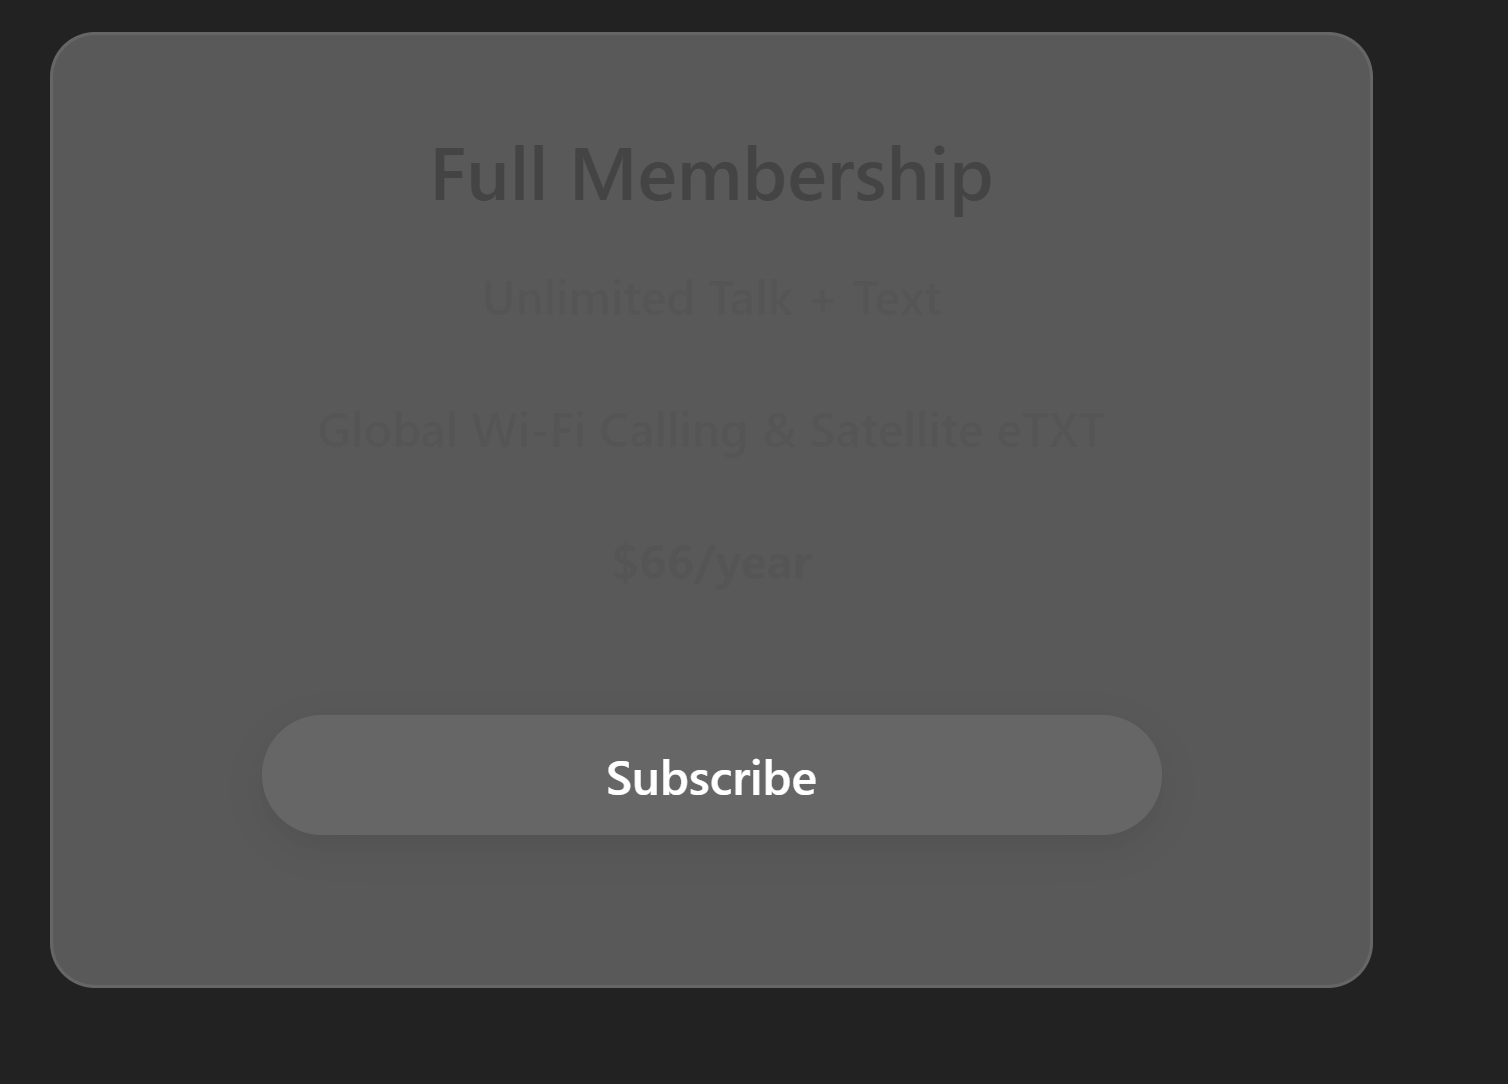 Full Membership
Unlimited Talk + Text
Global Wi-Fi Calling & Satellite eTXT
$66/year
Subscribe